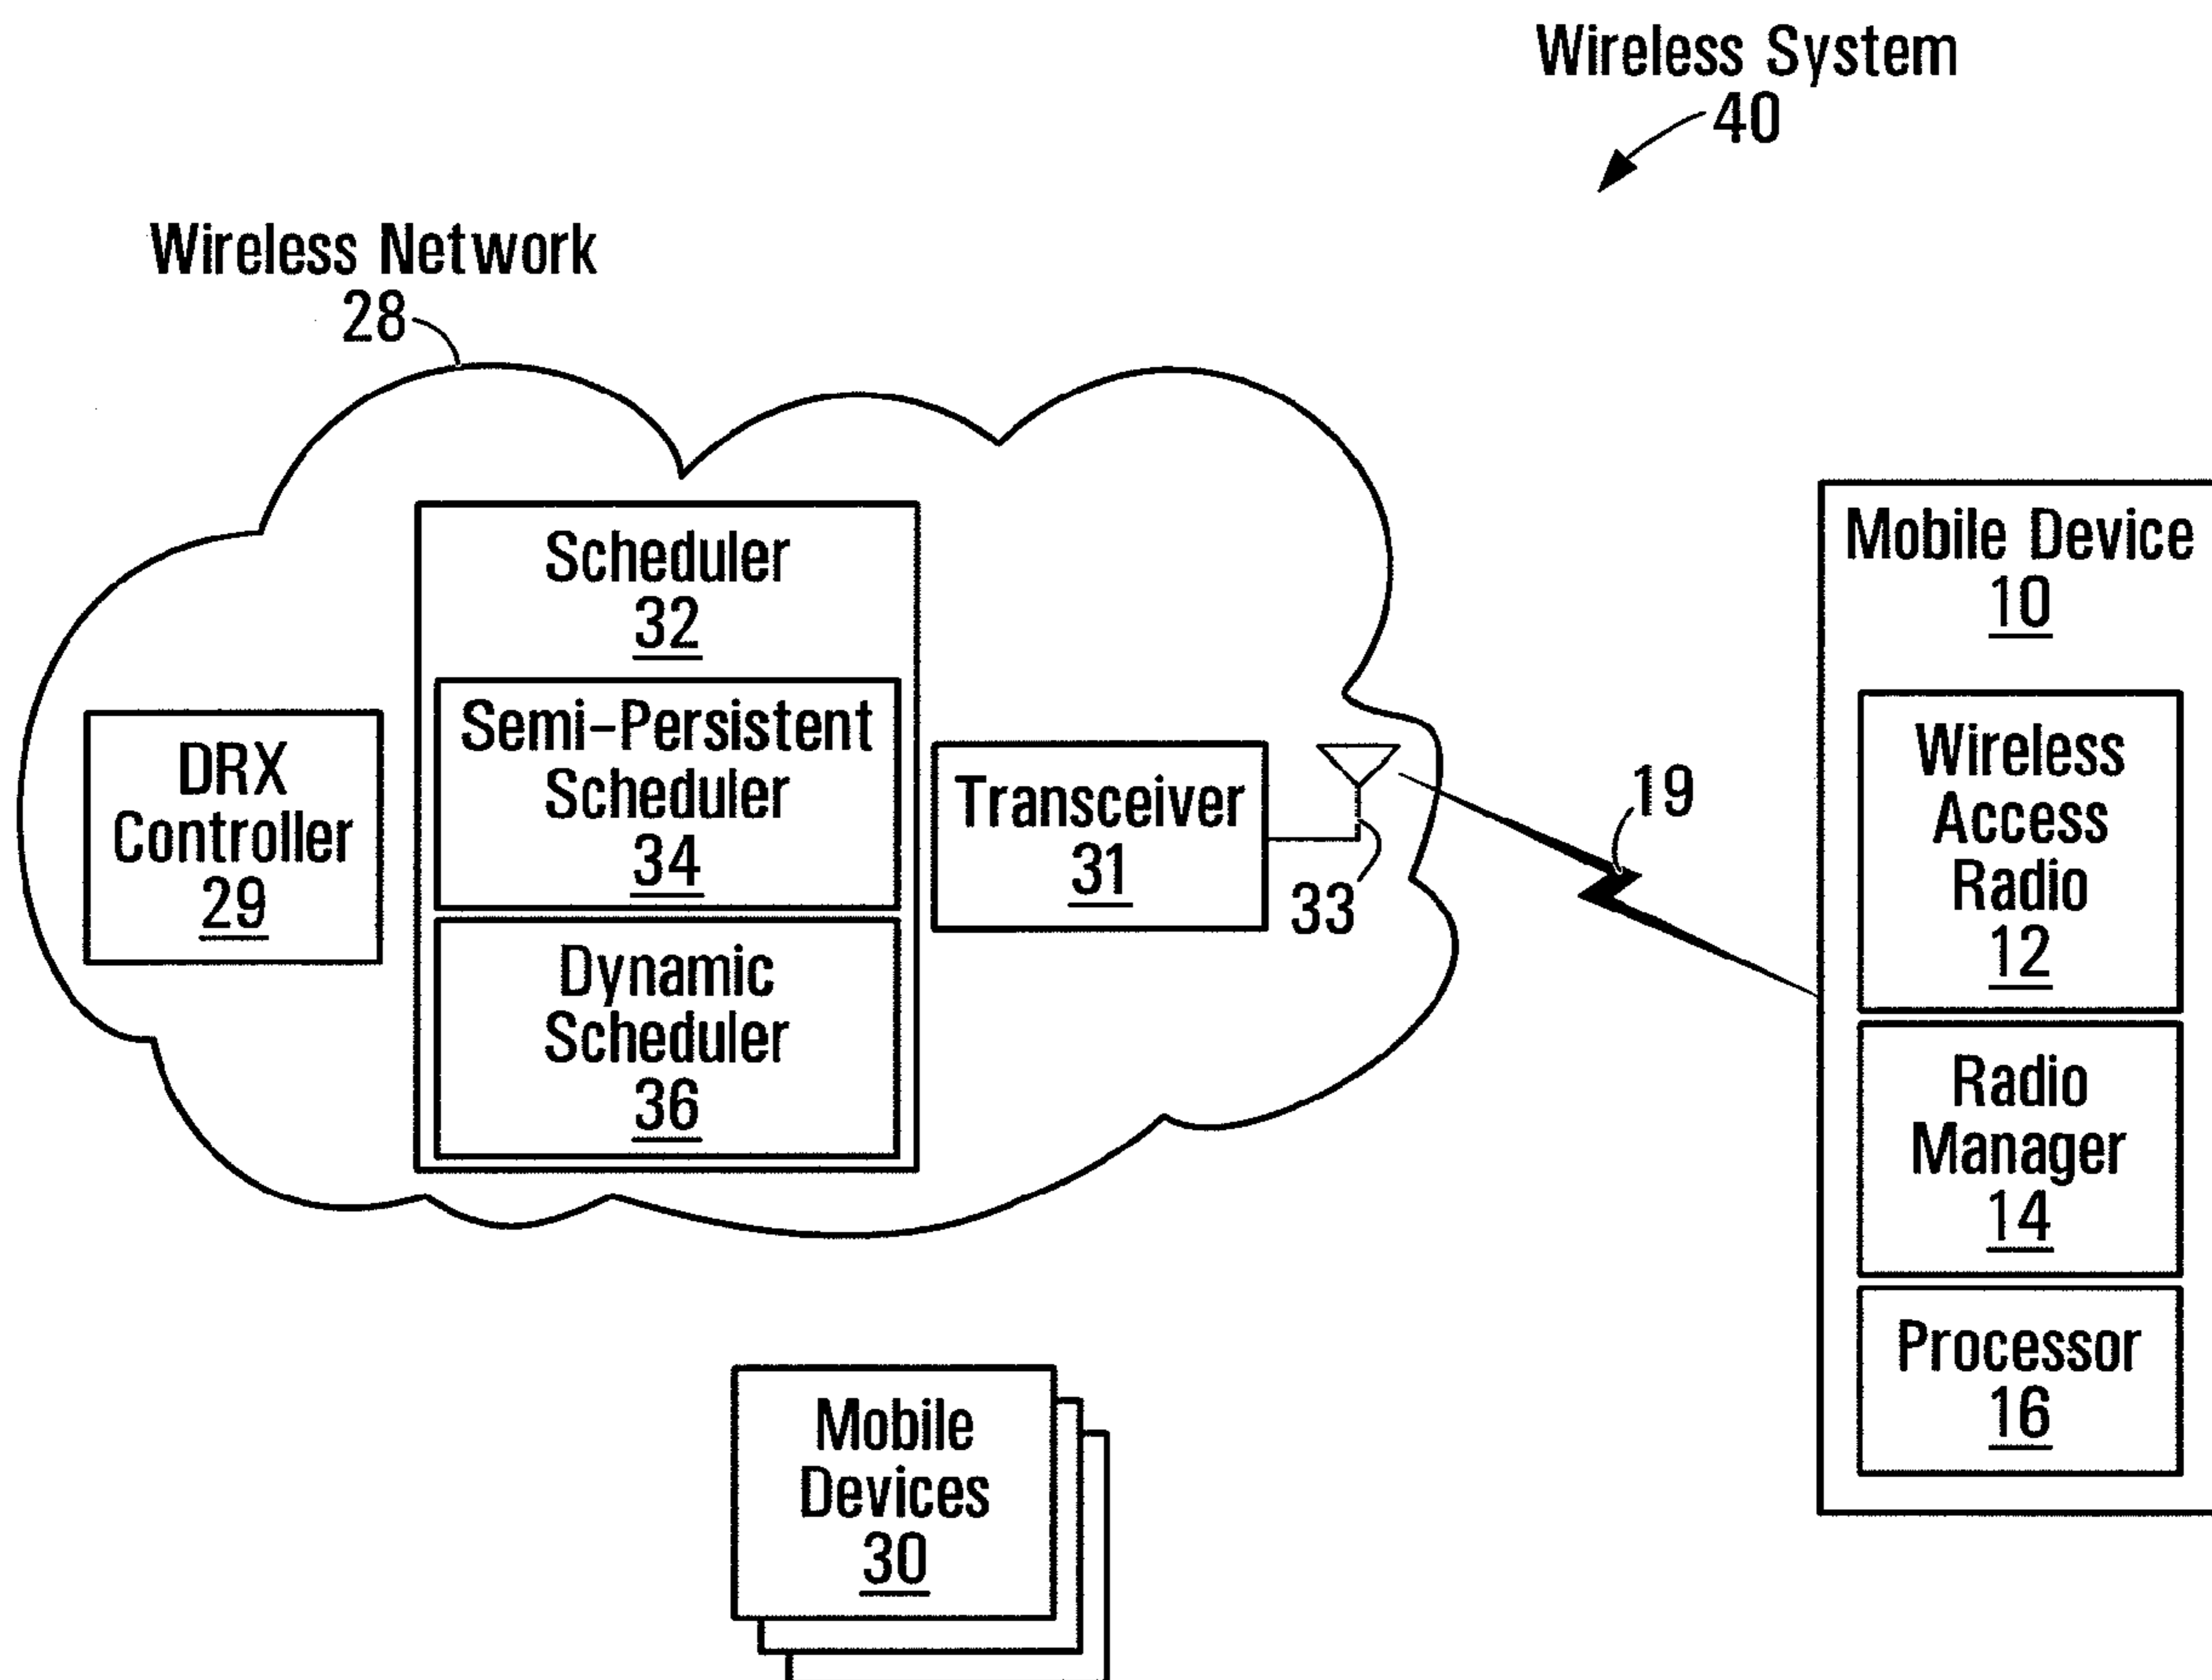 Wireless System
40
Wireless Network
28
Scheduler
32
Semi-Persistent
Scheduler
34
Dynamic
Scheduler
36
DRX
Controller
29
Transceiver
31
33
19
Mobile Device
10
Wireless
Access
Radio
12
Radio
Manager
14
Processor
16
Mobile
Devices
30